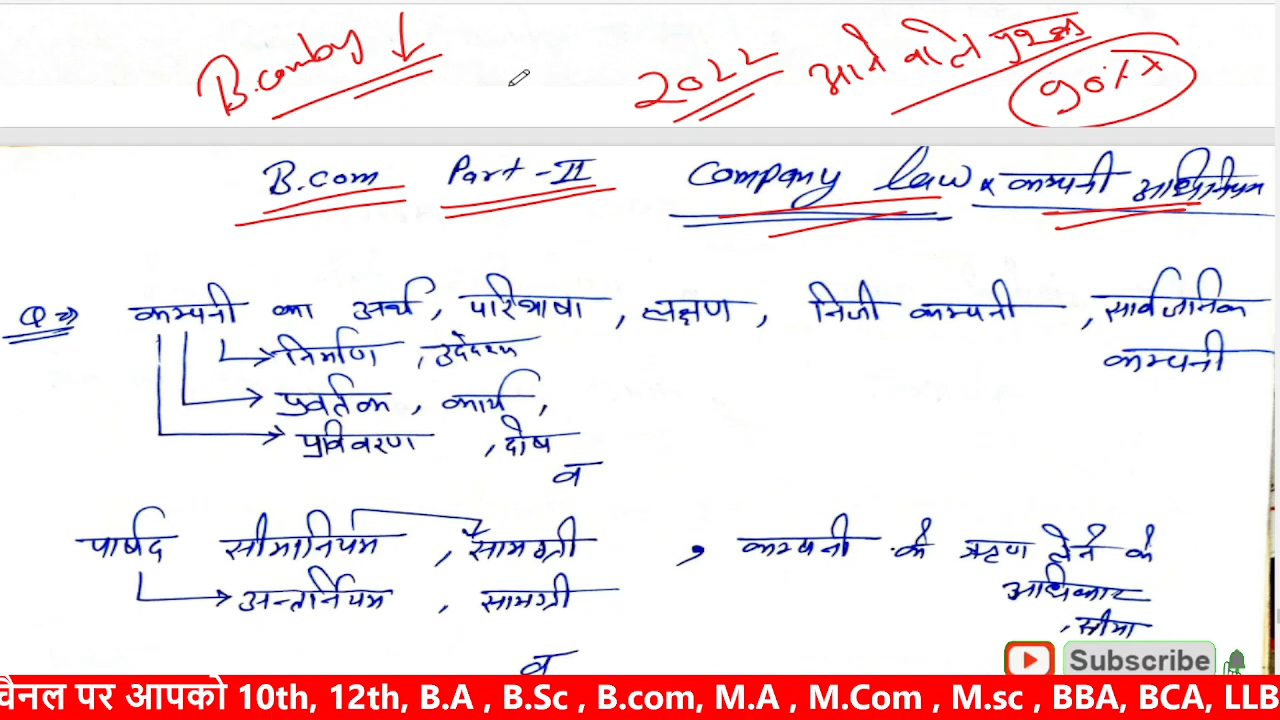 B.comby ↓ 2022 आने वाले प्रश्न 90%
B.com Part-II Company law कम्पनी अधिनियम
Q⇒ कम्पनी का अर्थ, परिभाषा, लक्षण, निजी कम्पनी, सार्वजनिक
कम्पनी
→ निर्माण, उद्देश्य
→ प्रवर्तक, कार्य,
→ प्रविवरण, दोष
व
पार्षद सीमानियम, सामग्री, कम्पनी के ऋण लेने के
अधिकार
→ अन्तर्नियम, सामग्री
, सीमा
व
Subscribe
चैनल पर आपको 10th, 12th, B.A , B.Sc , B.com, M.A , M.Com , M.sc , BBA, BCA, LLB